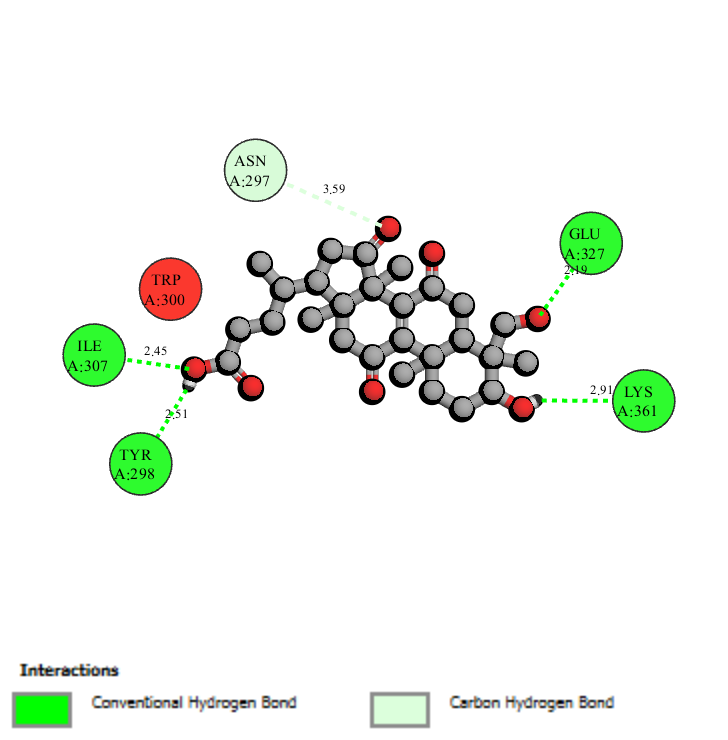 ASN
A:297
3,59
GLU
A:327
2,19
TRP
A:300
ILE
A:307
2,45
LYS
A:361
2,91
2,51
TYR
A:298
Interactions
Conventional Hydrogen Bond
Carbon Hydrogen Bond